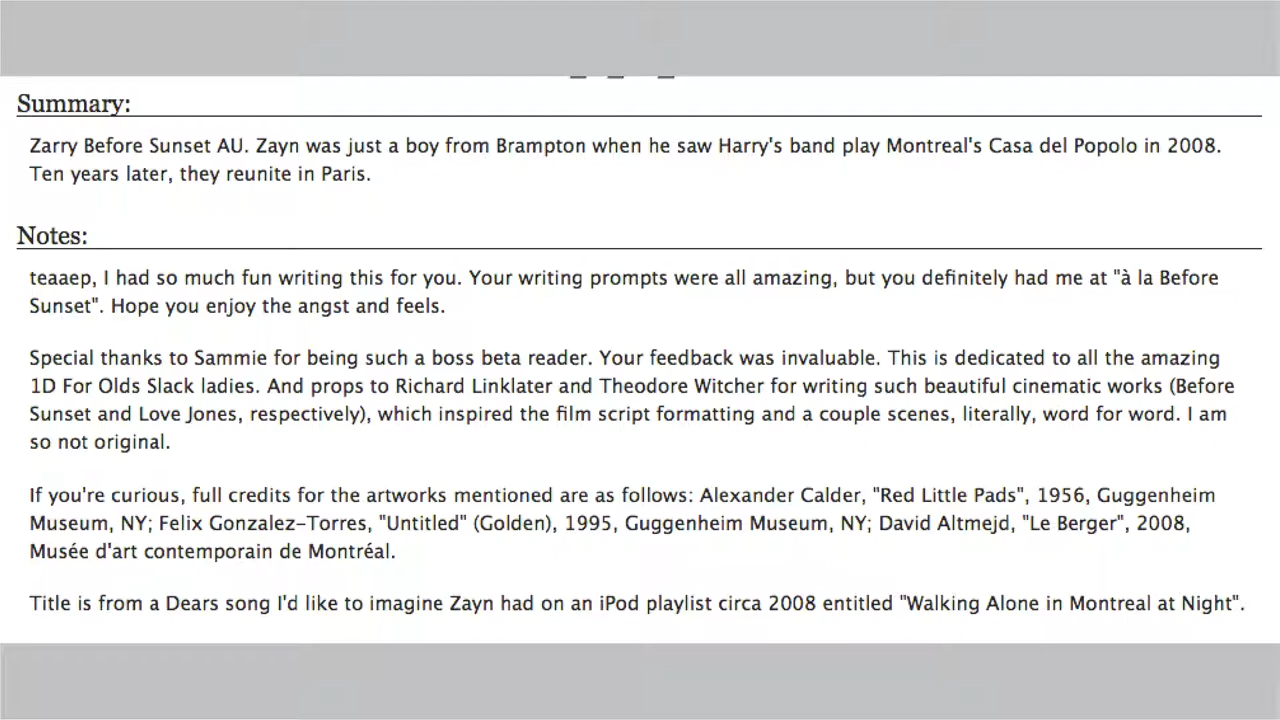 Summary:
Zarry Before Sunset AU. Zayn was just a boy from Brampton when he saw Harry's band play Montreal's Casa del Popolo in 2008.
Ten years later, they reunite in Paris.
Notes:
teaaep, I had so much fun writing this for you. Your writing prompts were all amazing, but you definitely had me at "à la Before
Sunset". Hope you enjoy the angst and feels.
Special thanks to Sammie for being such a boss beta reader. Your feedback was invaluable. This is dedicated to all the amazing
1D For Olds Slack ladies. And props to Richard Linklater and Theodore Witcher for writing such beautiful cinematic works (Before
Sunset and Love Jones, respectively), which inspired the film script formatting and a couple scenes, literally, word for word. I am
so not original.
If you're curious, full credits for the artworks mentioned are as follows: Alexander Calder, "Red Little Pads", 1956, Guggenheim
Museum, NY; Felix Gonzalez-Torres, "Untitled" (Golden), 1995, Guggenheim Museum, NY; David Altmejd, "Le Berger", 2008,
Musée d'art contemporain de Montréal.
Title is from a Dears song I'd like to imagine Zayn had on an iPod playlist circa 2008 entitled "Walking Alone in Montreal at Night".